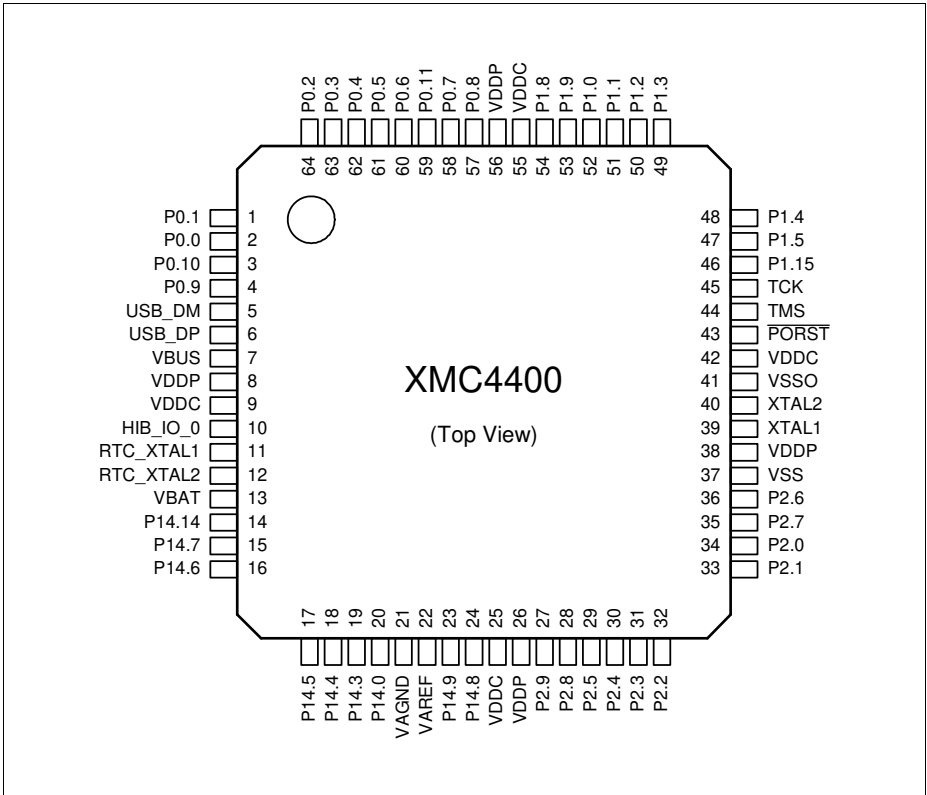 P0.2 P0.3 P0.4 P0.5 P0.6 P0.11 P0.7 P0.8 VDDP VDDC P1.8 P1.9 P1.0 P1.1 P1.2 P1.3
64 63 62 61 60 59 58 57 56 55 54 53 52 51 50 49
P0.1 1 48 P1.4
P0.0 2 47 P1.5
P0.10 3 46 P1.15
P0.9 4 45 TCK
USB_DM 5 44 TMS
USB_DP 6 43 PORST
VBUS 7 42 VDDC
VDDP 8 41 VSSO
VDDC 9 40 XTAL2
HIB_IO_0 10 39 XTAL1
RTC_XTAL1 11 38 VDDP
RTC_XTAL2 12 37 VSS
VBAT 13 36 P2.6
P14.14 14 35 P2.7
P14.7 15 34 P2.0
P14.6 16 33 P2.1
XMC4400
(Top View)
17 18 19 20 21 22 23 24 25 26 27 28 29 30 31 32
P14.5 P14.4 P14.3 P14.0 VAGND VAREF P14.9 P14.8 VDDC VDDP P2.9 P2.8 P2.5 P2.4 P2.3 P2.2